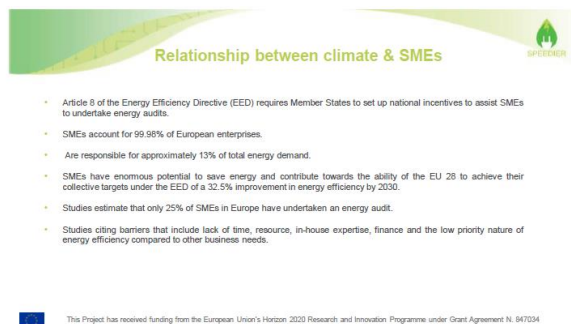 Relationship between climate & SMEs
SPEEDIER
• Article 8 of the Energy Efficiency Directive (EED) requires Member States to set up national incentives to assist SMEs
to undertake energy audits.
• SMEs account for 99.98% of European enterprises.
• Are responsible for approximately 13% of total energy demand.
• SMEs have enormous potential to save energy and contribute towards the ability of the EU 28 to achieve their
collective targets under the EED of a 32.5% improvement in energy efficiency by 2030.
• Studies estimate that only 25% of SMEs in Europe have undertaken an energy audit.
• Studies citing barriers that include lack of time, resource, in-house expertise, finance and the low priority nature of
energy efficiency compared to other business needs.
This Project has received funding from the European Union's Horizon 2020 Research and Innovation Programme under Grant Agreement N. 847034